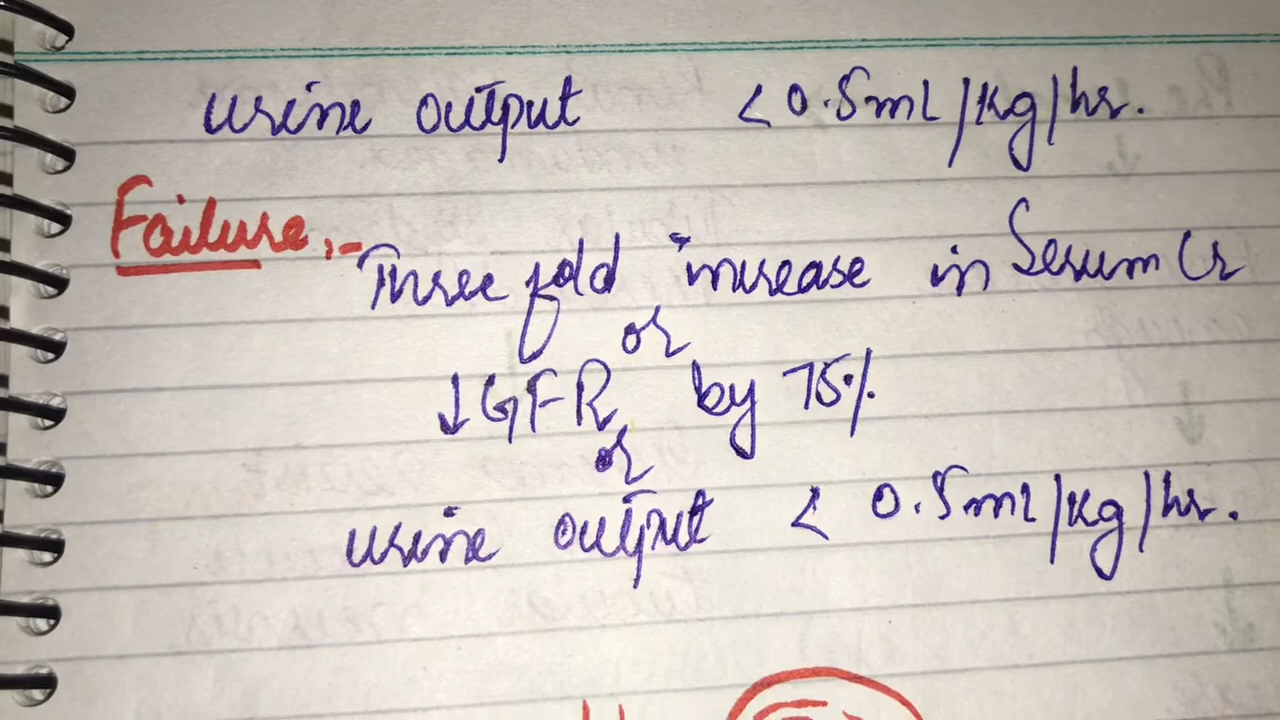 urine output < 0.5ml/kg/hr.
Failure:-
Three fold increase in Serum Cr
or
↓GFR by 75%
or
urine output < 0.5ml/kg/hr.